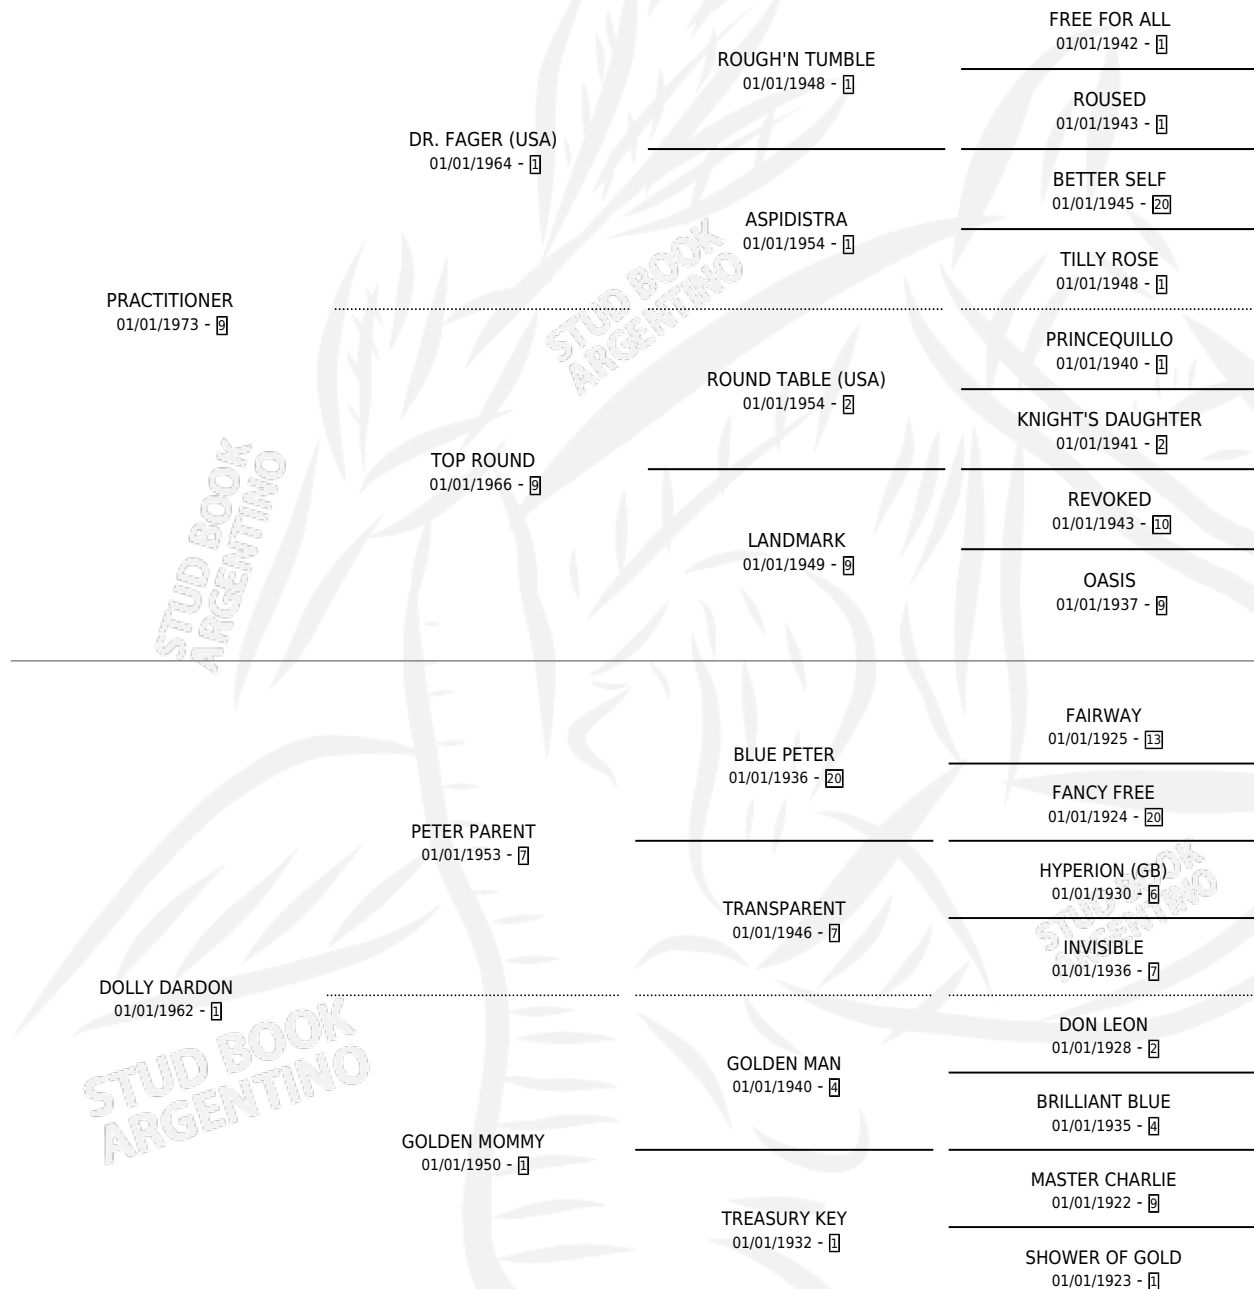 FREE FOR ALL
01/01/1942 - 1
ROUGH'N TUMBLE
01/01/1948 - 1
ROUSED
01/01/1943 - 1
DR. FAGER (USA)
01/01/1964 - 1
BETTER SELF
01/01/1945 - 20
ASPIDISTRA
01/01/1954 - 1
TILLY ROSE
01/01/1948 - 1
PRACTITIONER
01/01/1973 - 9
PRINCEQUILLO
01/01/1940 - 1
ROUND TABLE (USA)
01/01/1954 - 2
KNIGHT'S DAUGHTER
01/01/1941 - 2
TOP ROUND
01/01/1966 - 9
REVOKED
01/01/1943 - 10
LANDMARK
01/01/1949 - 9
OASIS
01/01/1937 - 9
FAIRWAY
01/01/1925 - 13
BLUE PETER
01/01/1936 - 20
FANCY FREE
01/01/1924 - 20
PETER PARENT
01/01/1953 - 7
HYPERION (GB)
01/01/1930 - 6
TRANSPARENT
01/01/1946 - 7
INVISIBLE
01/01/1936 - 7
DOLLY DARDON
01/01/1962 - 1
DON LEON
01/01/1928 - 2
GOLDEN MAN
01/01/1940 - 4
BRILLIANT BLUE
01/01/1935 - 4
GOLDEN MOMMY
01/01/1950 - 1
MASTER CHARLIE
01/01/1922 - 9
TREASURY KEY
01/01/1932 - 1
SHOWER OF GOLD
01/01/1923 - 1
STUD BOOK
ARGENTINO
STUD BOOK
ARGENTINO
STUD BOOK
ARGENTINO
STUD BOOK
ARGENTINO